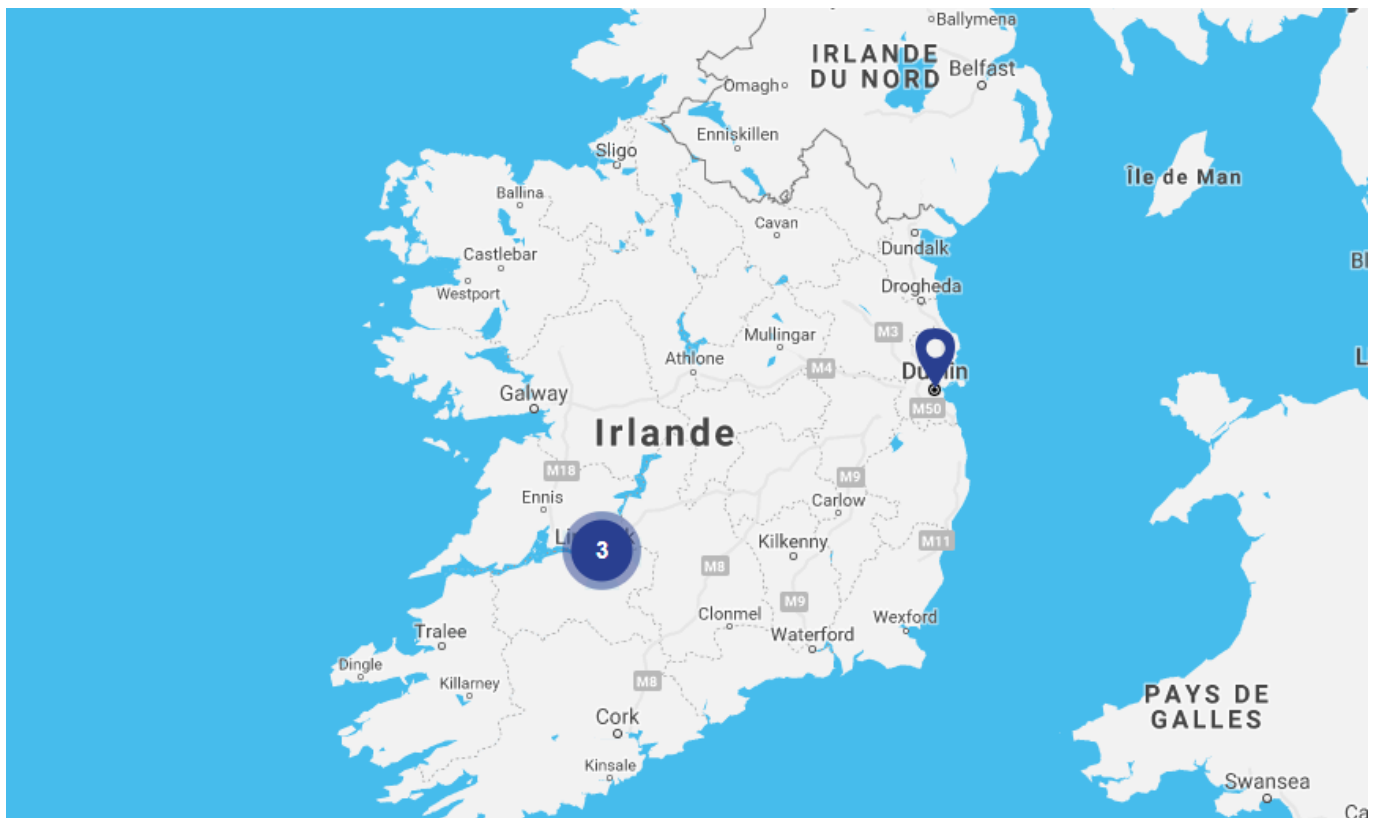 Ballymena
IRLANDE
DU NORD
Belfast
Omagh
Enniskillen
Sligo
Île de Man
Ballina
Cavan
Dundalk
Castlebar
Westport
Drogheda
M3
Mullingar
Athlone
M4
Galway
M50
Irlande
M18
M9
Ennis
Carlow
3
Kilkenny
M11
M8
M9
Clonmel
Wexford
Tralee
Waterford
Dingle
Killarney
M8
PAYS DE
GALLES
Cork
Kinsale
Swansea